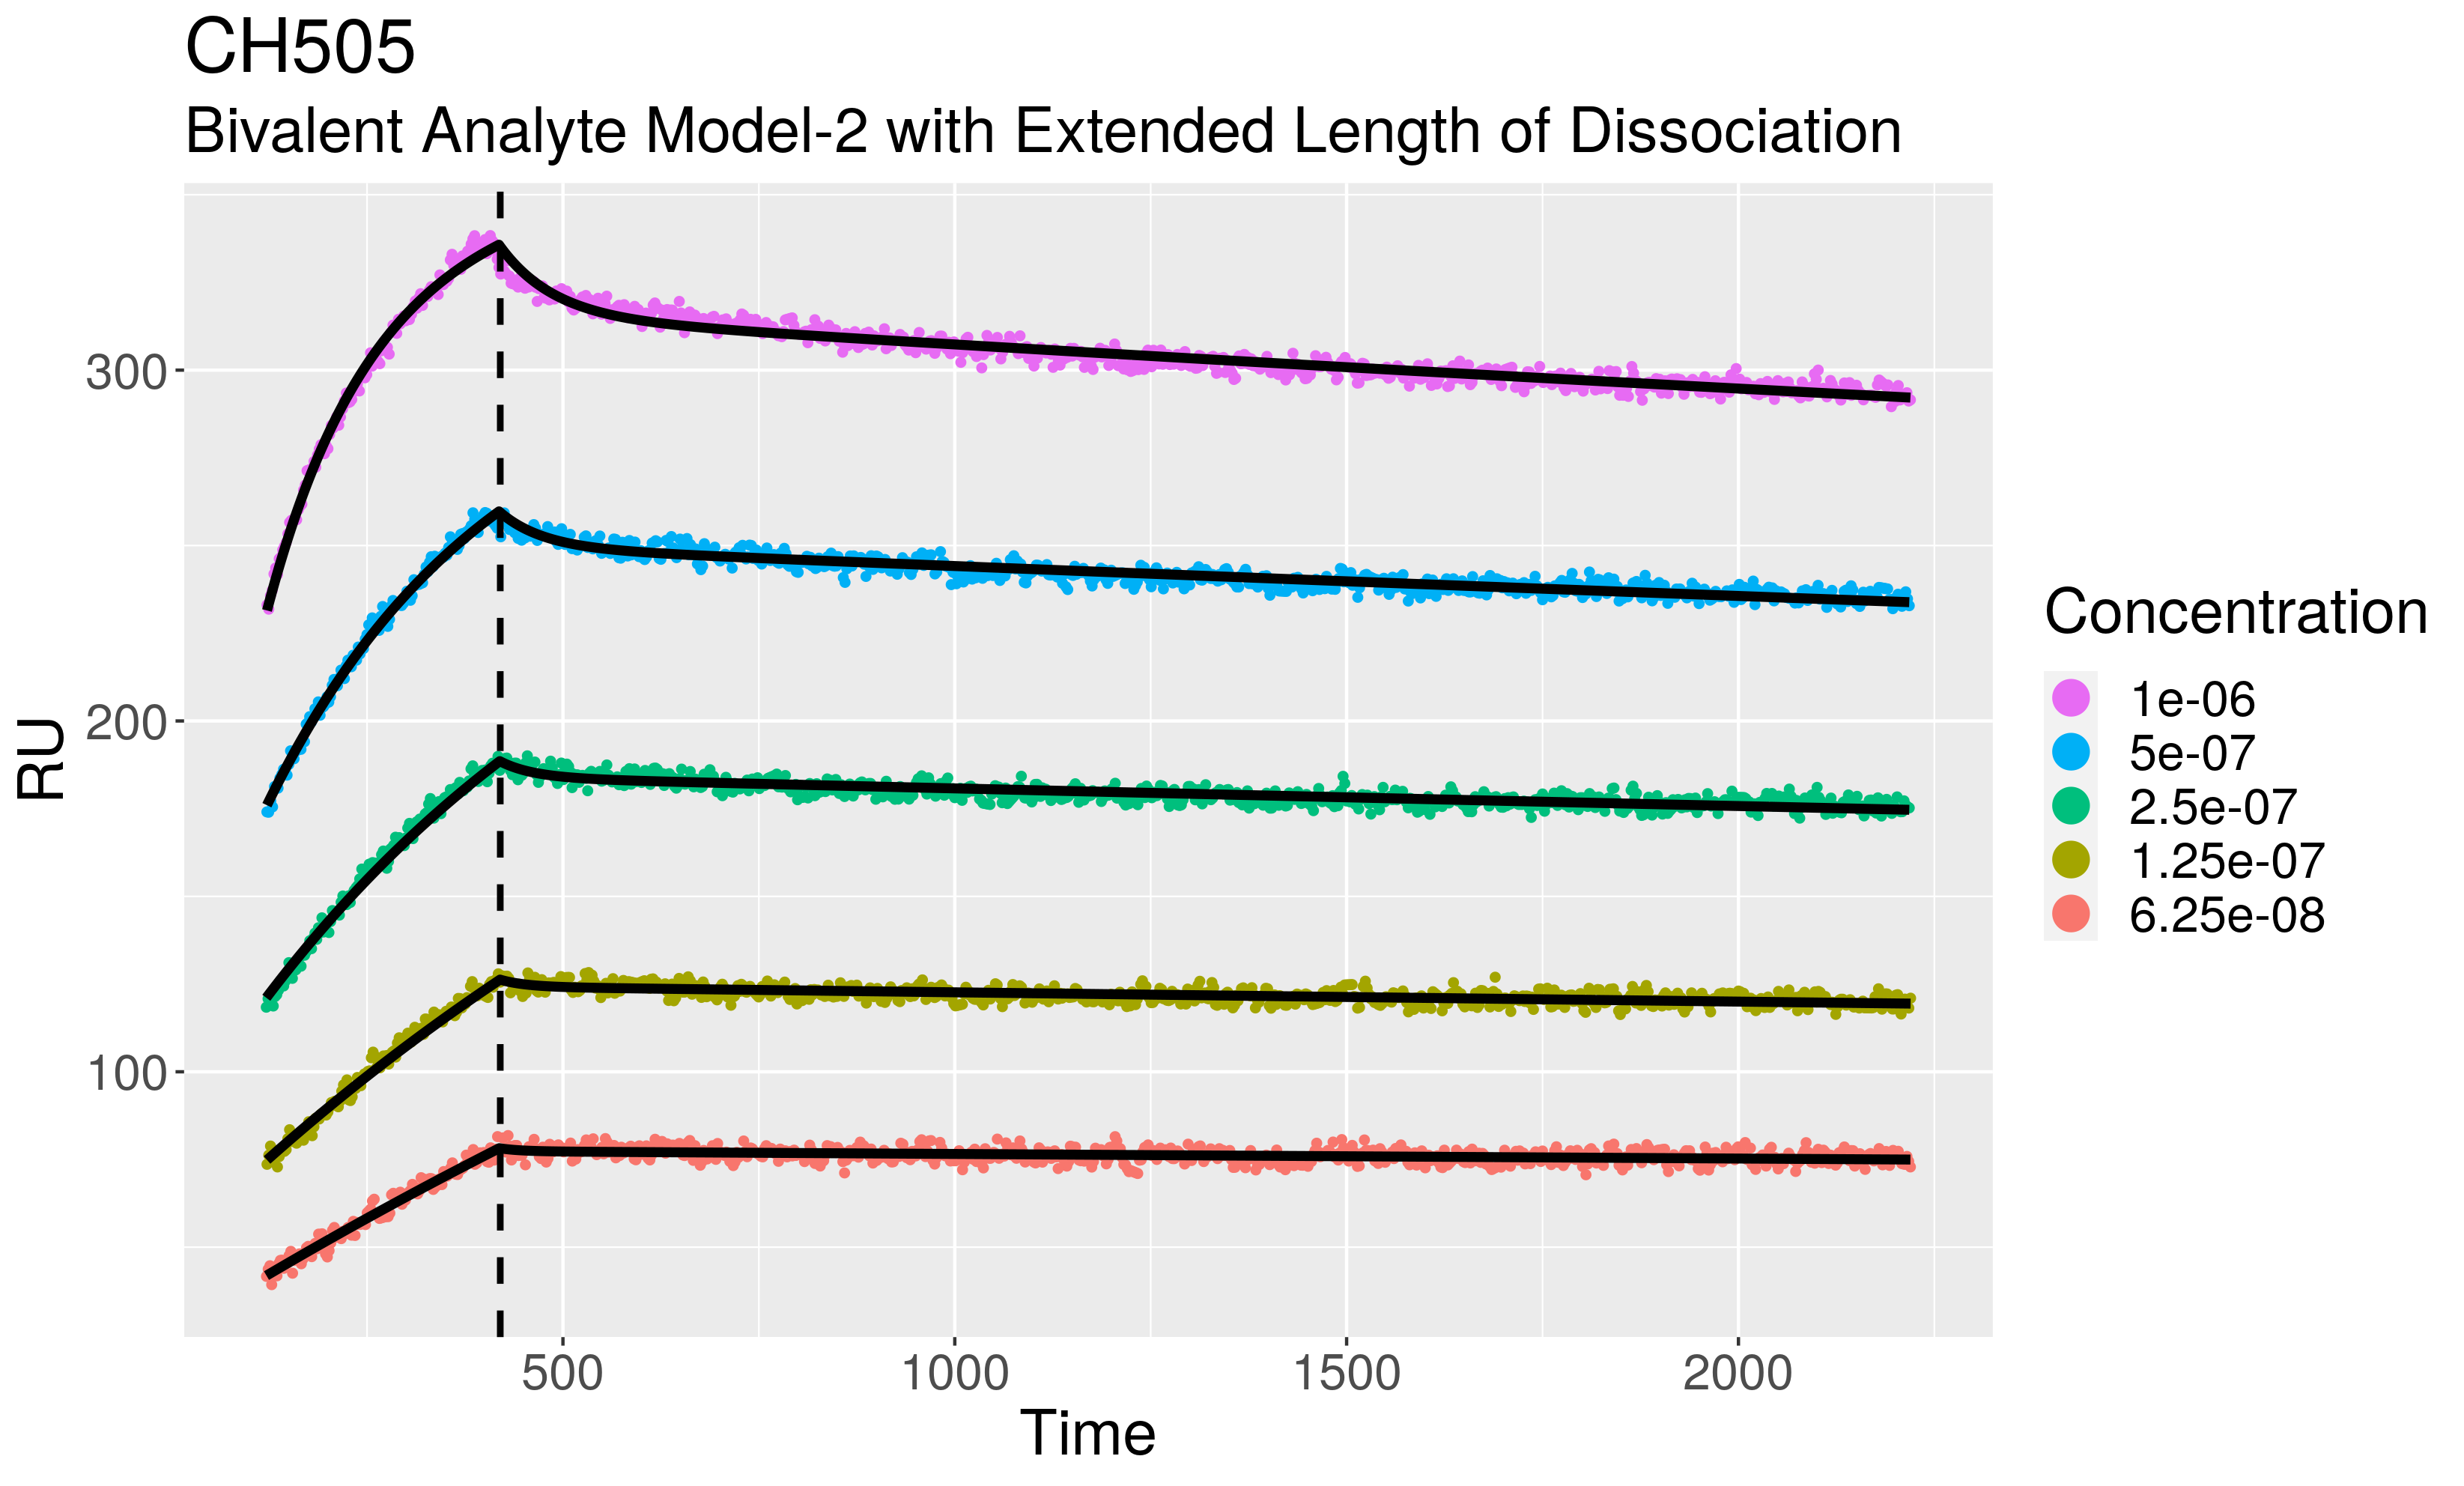 CH505
Bivalent Analyte Model-2 with Extended Length of Dissociation
RU
300
200
100
500 1000 1500 2000
Time
Concentration
1e-06
5e-07
2.5e-07
1.25e-07
6.25e-08